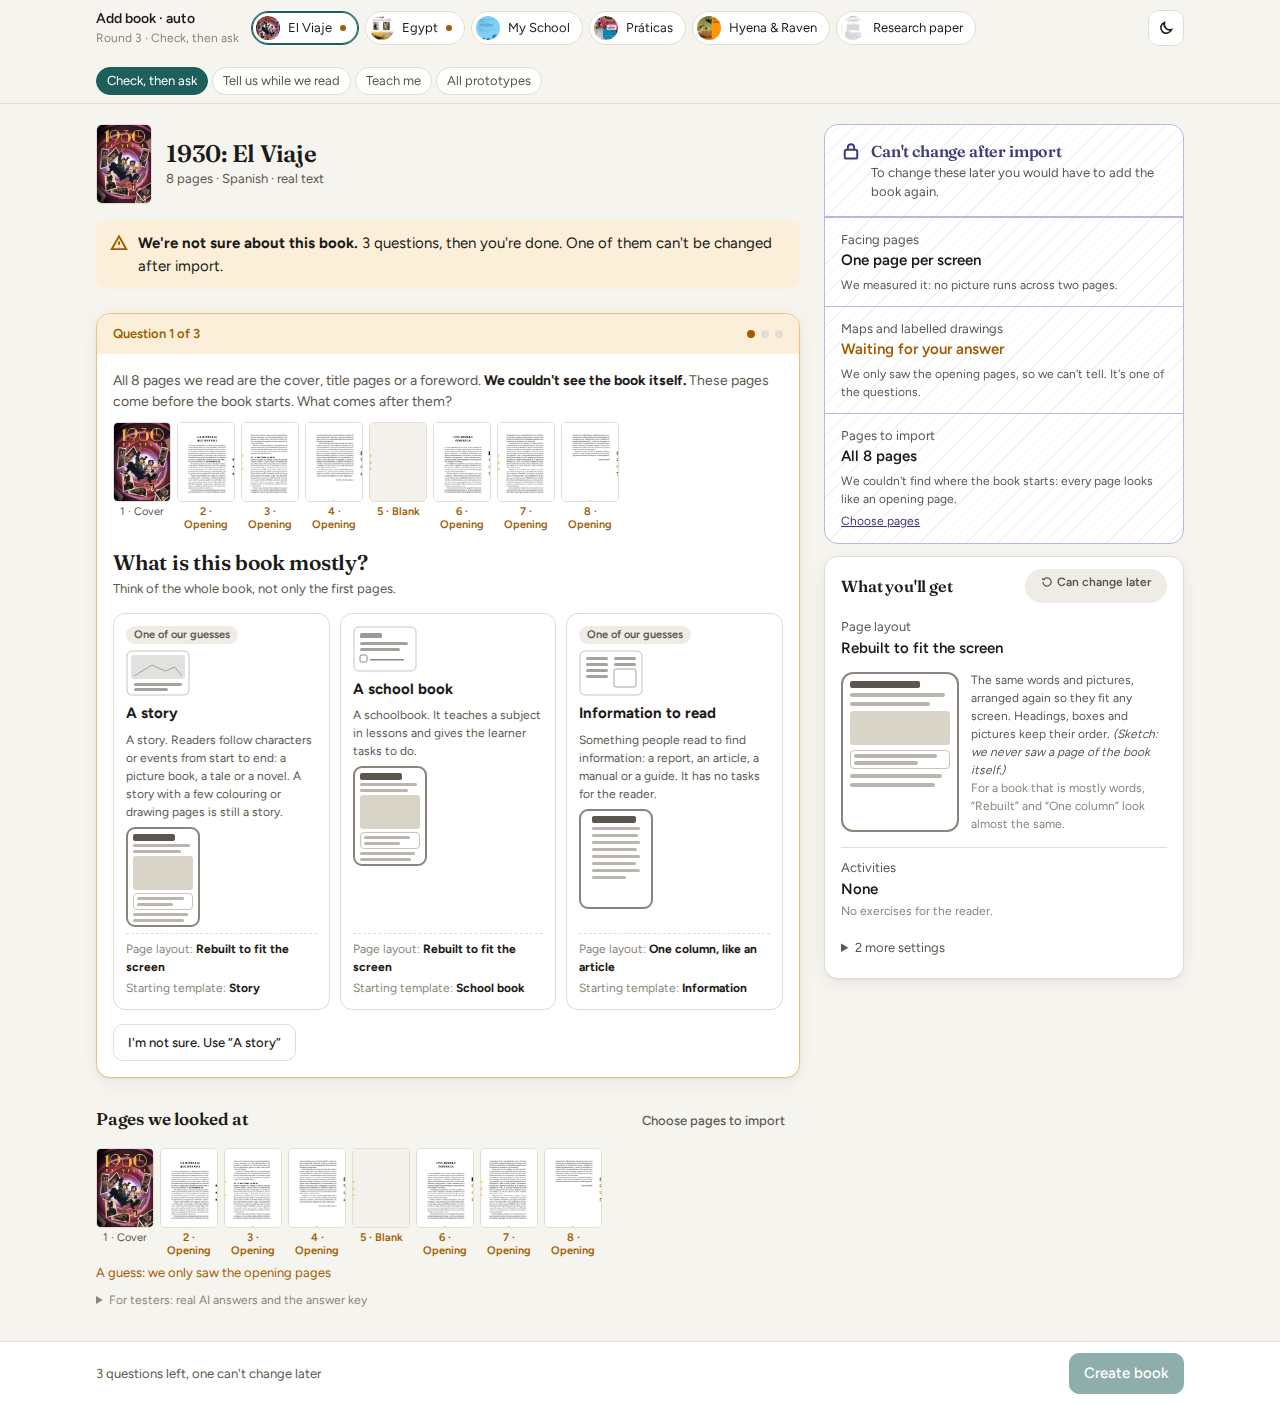 Add book · auto
Round 3 · Check, then ask
El Viaje
Egypt
My School
Práticas
Hyena & Raven
Research paper
Check, then ask
Tell us while we read
Teach me
All prototypes
1930: El Viaje
8 pages · Spanish · real text
We're not sure about this book. 3 questions, then you're done. One of them can't be changed
after import.
Question 1 of 3
All 8 pages we read are the cover, title pages or a foreword. We couldn't see the book itself. These pages
come before the book starts. What comes after them?
1 · Cover
2 ·
Opening
3 ·
Opening
4 ·
Opening
5 · Blank
6 ·
Opening
7 ·
Opening
8 ·
Opening
What is this book mostly?
Think of the whole book, not only the first pages.
One of our guesses
A story
A story. Readers follow characters
or events from start to end: a
picture book, a tale or a novel. A
story with a few colouring or
drawing pages is still a story.
Page layout: Rebuilt to fit the
screen
Starting template: Story
A school book
A schoolbook. It teaches a subject
in lessons and gives the learner
tasks to do.
Page layout: Rebuilt to fit the
screen
Starting template: School book
One of our guesses
Information to read
Something people read to find
information: a report, an article, a
manual or a guide. It has no tasks
for the reader.
Page layout: One column, like an
article
Starting template: Information
I'm not sure. Use “A story”
Pages we looked at
Choose pages to import
1 · Cover
2 ·
Opening
3 ·
Opening
4 ·
Opening
5 · Blank
6 ·
Opening
7 ·
Opening
8 ·
Opening
A guess: we only saw the opening pages
For testers: real AI answers and the answer key
Can't change after import
To change these later you would have to add the
book again.
Facing pages
One page per screen
We measured it: no picture runs across two pages.
Maps and labelled drawings
Waiting for your answer
We only saw the opening pages, so we can't tell. It's one of
the questions.
Pages to import
All 8 pages
We couldn't find where the book starts: every page looks
like an opening page.
Choose pages
What you'll get
Can change later
Page layout
Rebuilt to fit the screen
The same words and pictures,
arranged again so they fit any
screen. Headings, boxes and
pictures keep their order. (Sketch:
we never saw a page of the book
itself.)
For a book that is mostly words,
“Rebuilt” and “One column” look
almost the same.
Activities
None
No exercises for the reader.
2 more settings
3 questions left, one can't change later
Create book